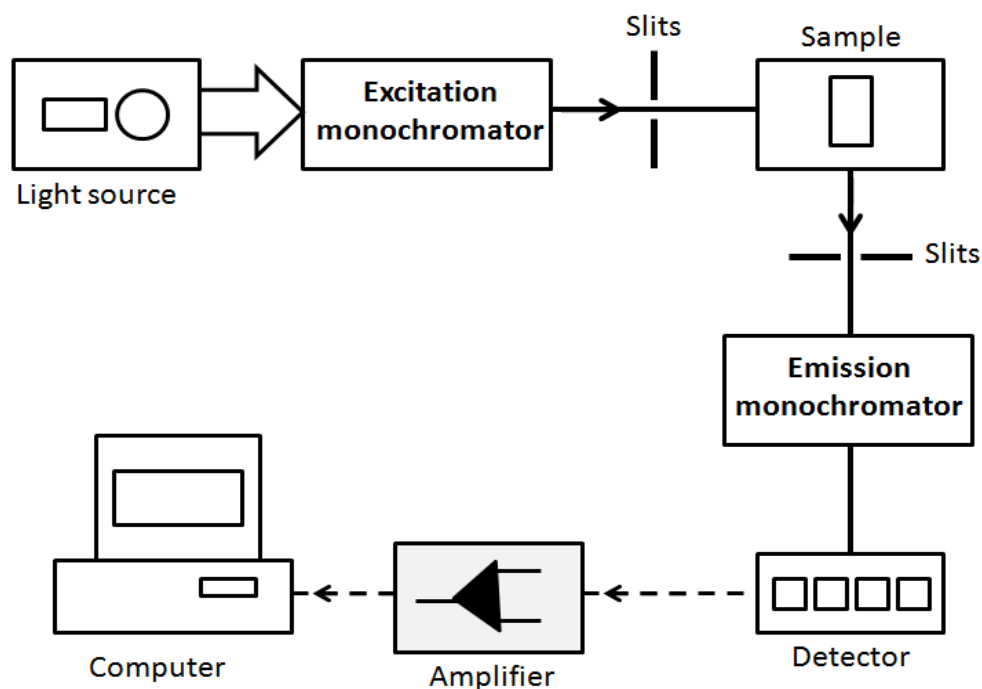 Slits
Sample
Excitation
monochromator
Light source
Slits
Emission
monochromator
Computer
Amplifier
Detector